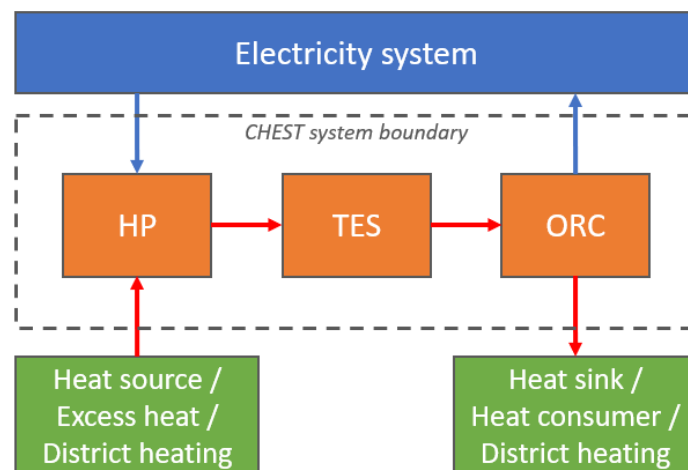 Electricity system
CHEST system boundary
HP
TES
ORC
Heat source /
Excess heat /
District heating
Heat sink /
Heat consumer /
District heating